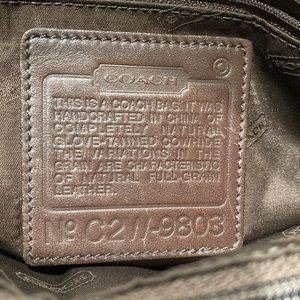 COACH
©
THIS IS A COACH BAG. IT WAS
HANDCRAFTED IN CHINA OF
COMPLETELY NATURAL
GLOVE-TANNED COWHIDE
THE VARIATIONS IN THE
GRAIN ARE CHARACTERISTIC
OF NATURAL FULL-GRAIN
LEATHER.
Nº C2W-9803